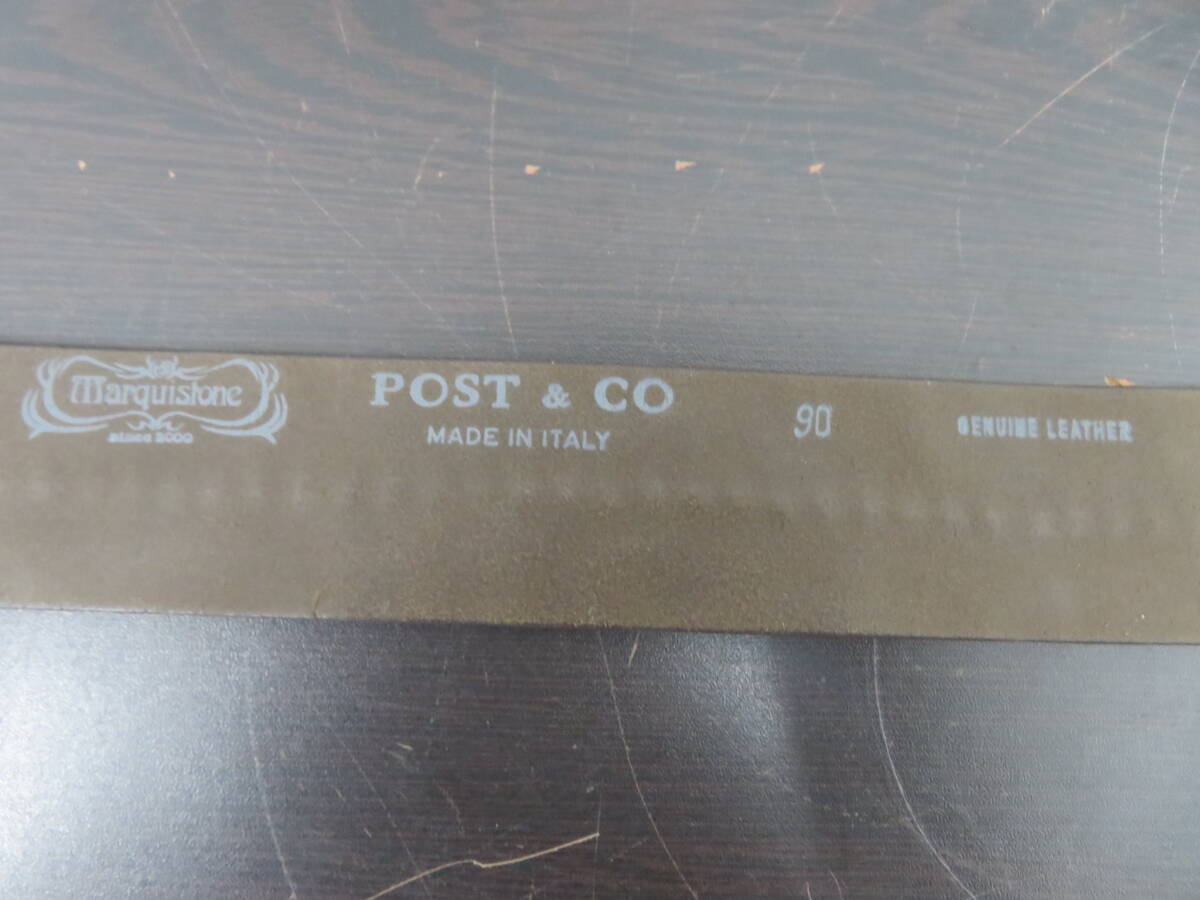 Marquistone
since 2000
POST & CO
MADE IN ITALY
90
GENUINE LEATHER